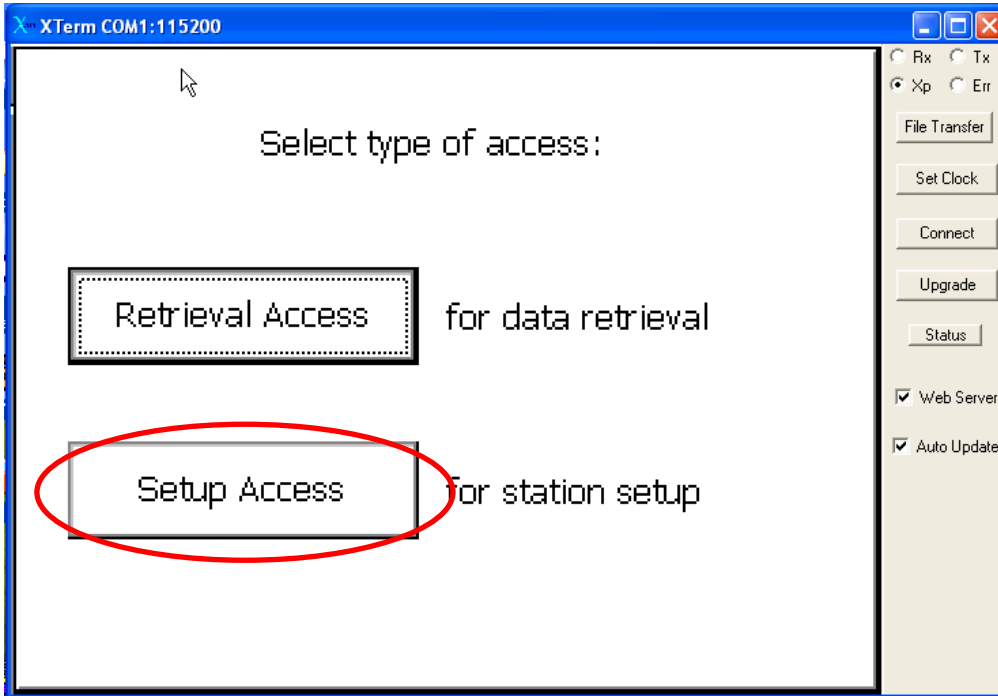 XTerm COM1:115200
Rx Tx
Xp Err
File Transfer
Set Clock
Connect
Upgrade
Status
Web Server
Auto Update
Select type of access:
Retrieval Access for data retrieval
Setup Access for station setup